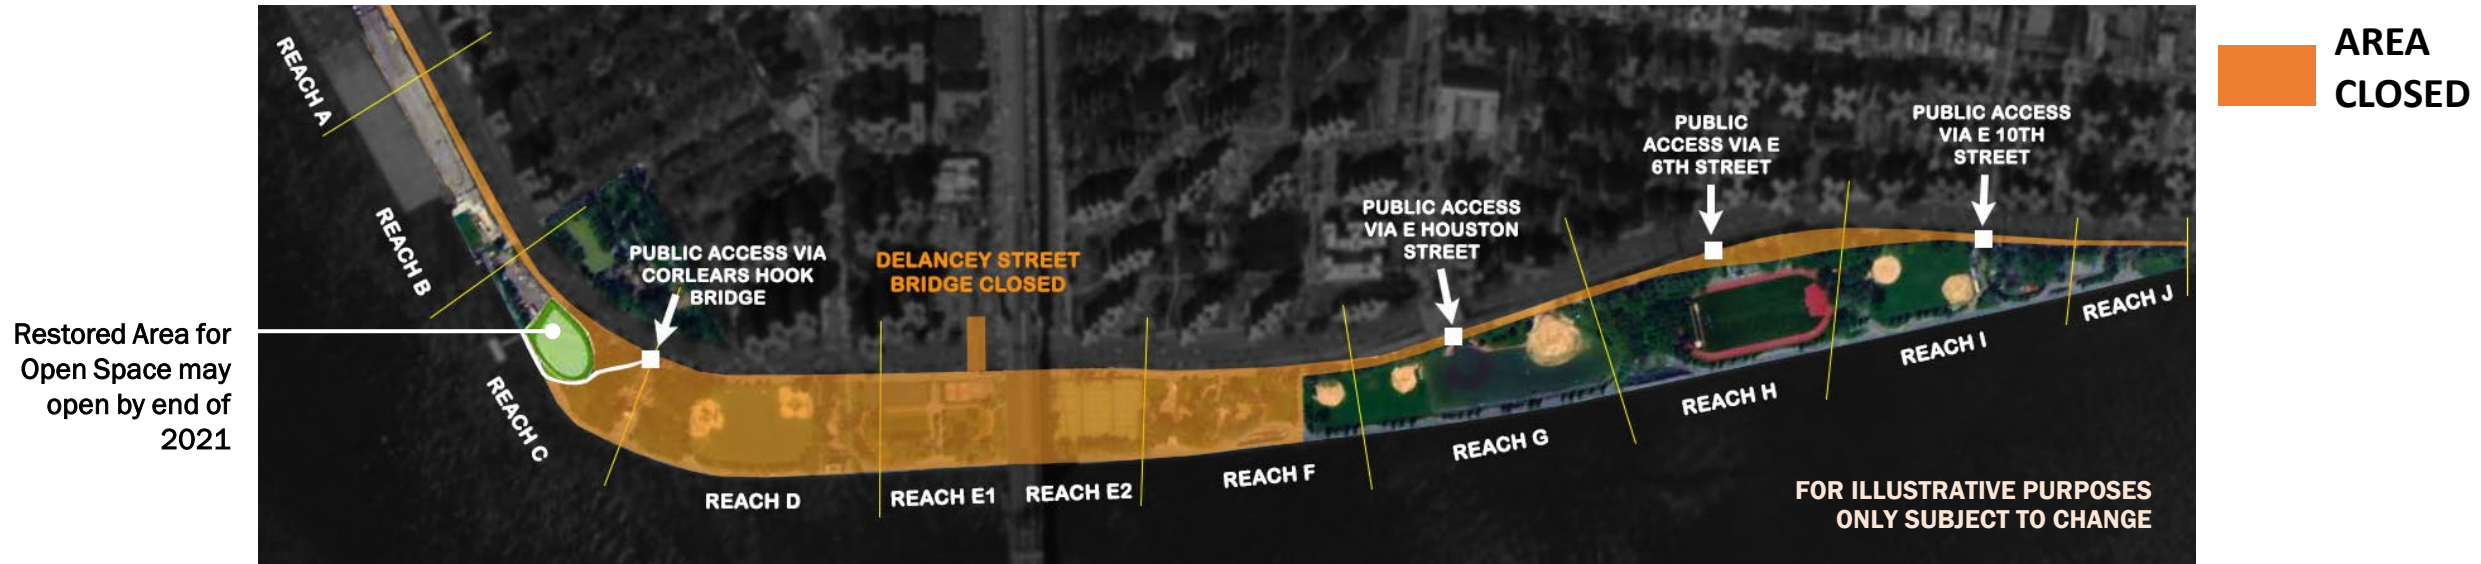 AREA
CLOSED
REACH A
REACH B
REACH C
Restored Area for
Open Space may
open by end of
2021
PUBLIC ACCESS VIA
CORLEARS HOOK
BRIDGE
DELANCEY STREET
BRIDGE CLOSED
PUBLIC ACCESS
VIA E HOUSTON
STREET
PUBLIC
ACCESS VIA E
6TH STREET
PUBLIC ACCESS
VIA E 10TH
STREET
REACH D
REACH E1
REACH E2
REACH F
REACH G
REACH H
REACH I
REACH J
FOR ILLUSTRATIVE PURPOSES
ONLY SUBJECT TO CHANGE